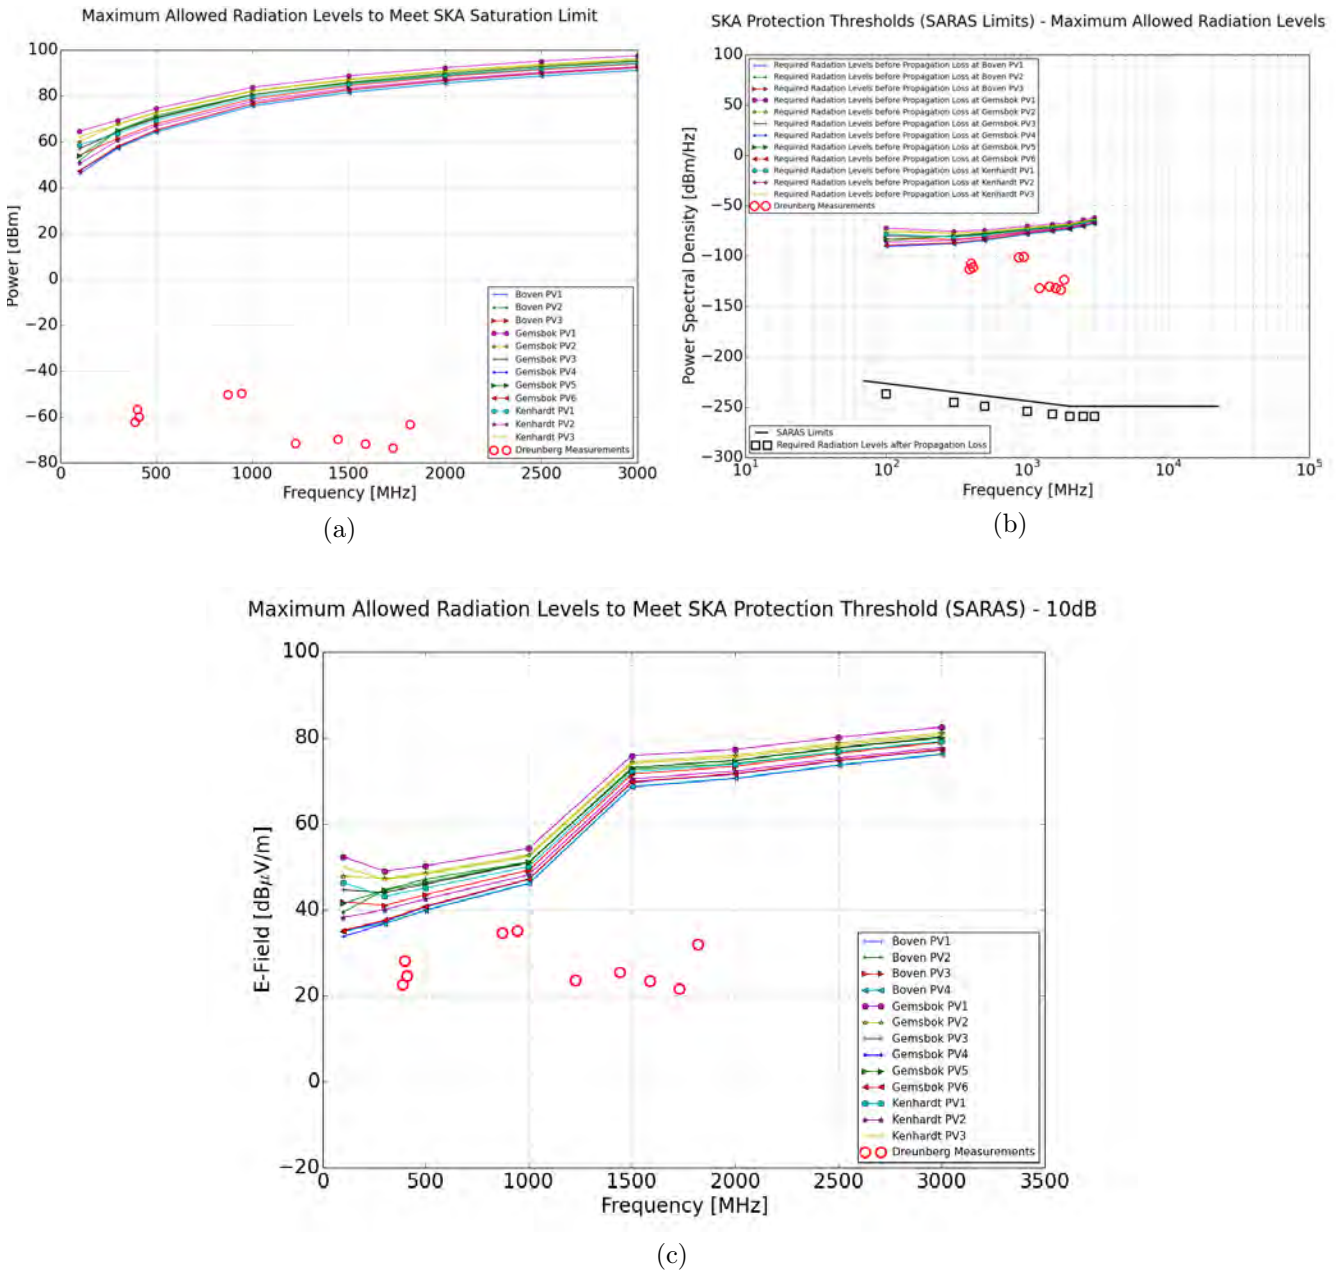 Maximum Allowed Radiation Levels to Meet SKA Saturation Limit
100
80
60
40
20
0
−20
−40
−60
−80
Power [dBm]
0 500 1000 1500 2000 2500 3000
Frequency [MHz]
Boven PV1
Boven PV2
Boven PV3
Gemsbok PV1
Gemsbok PV2
Gemsbok PV3
Gemsbok PV4
Gemsbok PV5
Gemsbok PV6
Kenhardt PV1
Kenhardt PV2
Kenhardt PV3
Dreunberg Measurements
(a)
SKA Protection Thresholds (SARAS Limits) - Maximum Allowed Radiation Levels
100
50
0
−50
−100
−150
−200
−250
−300
Power Spectral Density [dBm/Hz]
10^1 10^2 10^3 10^4 10^5
Frequency [MHz]
Required Radiation Levels before Propagation Loss at Boven PV1
Required Radiation Levels before Propagation Loss at Boven PV2
Required Radiation Levels before Propagation Loss at Boven PV3
Required Radiation Levels before Propagation Loss at Gemsbok PV1
Required Radiation Levels before Propagation Loss at Gemsbok PV2
Required Radiation Levels before Propagation Loss at Gemsbok PV3
Required Radiation Levels before Propagation Loss at Gemsbok PV4
Required Radiation Levels before Propagation Loss at Gemsbok PV5
Required Radiation Levels before Propagation Loss at Gemsbok PV6
Required Radiation Levels before Propagation Loss at Kenhardt PV1
Required Radiation Levels before Propagation Loss at Kenhardt PV2
Required Radiation Levels before Propagation Loss at Kenhardt PV3
Dreunberg Measurements
SARAS Limits
Required Radiation Levels after Propagation Loss
(b)
Maximum Allowed Radiation Levels to Meet SKA Protection Threshold (SARAS) - 10dB
100
80
60
40
20
0
−20
E-Field [dBμV/m]
0 500 1000 1500 2000 2500 3000 3500
Frequency [MHz]
Boven PV1
Boven PV2
Boven PV3
Boven PV4
Gemsbok PV1
Gemsbok PV2
Gemsbok PV3
Gemsbok PV4
Gemsbok PV5
Gemsbok PV6
Kenhardt PV1
Kenhardt PV2
Kenhardt PV3
Dreunberg Measurements
(c)